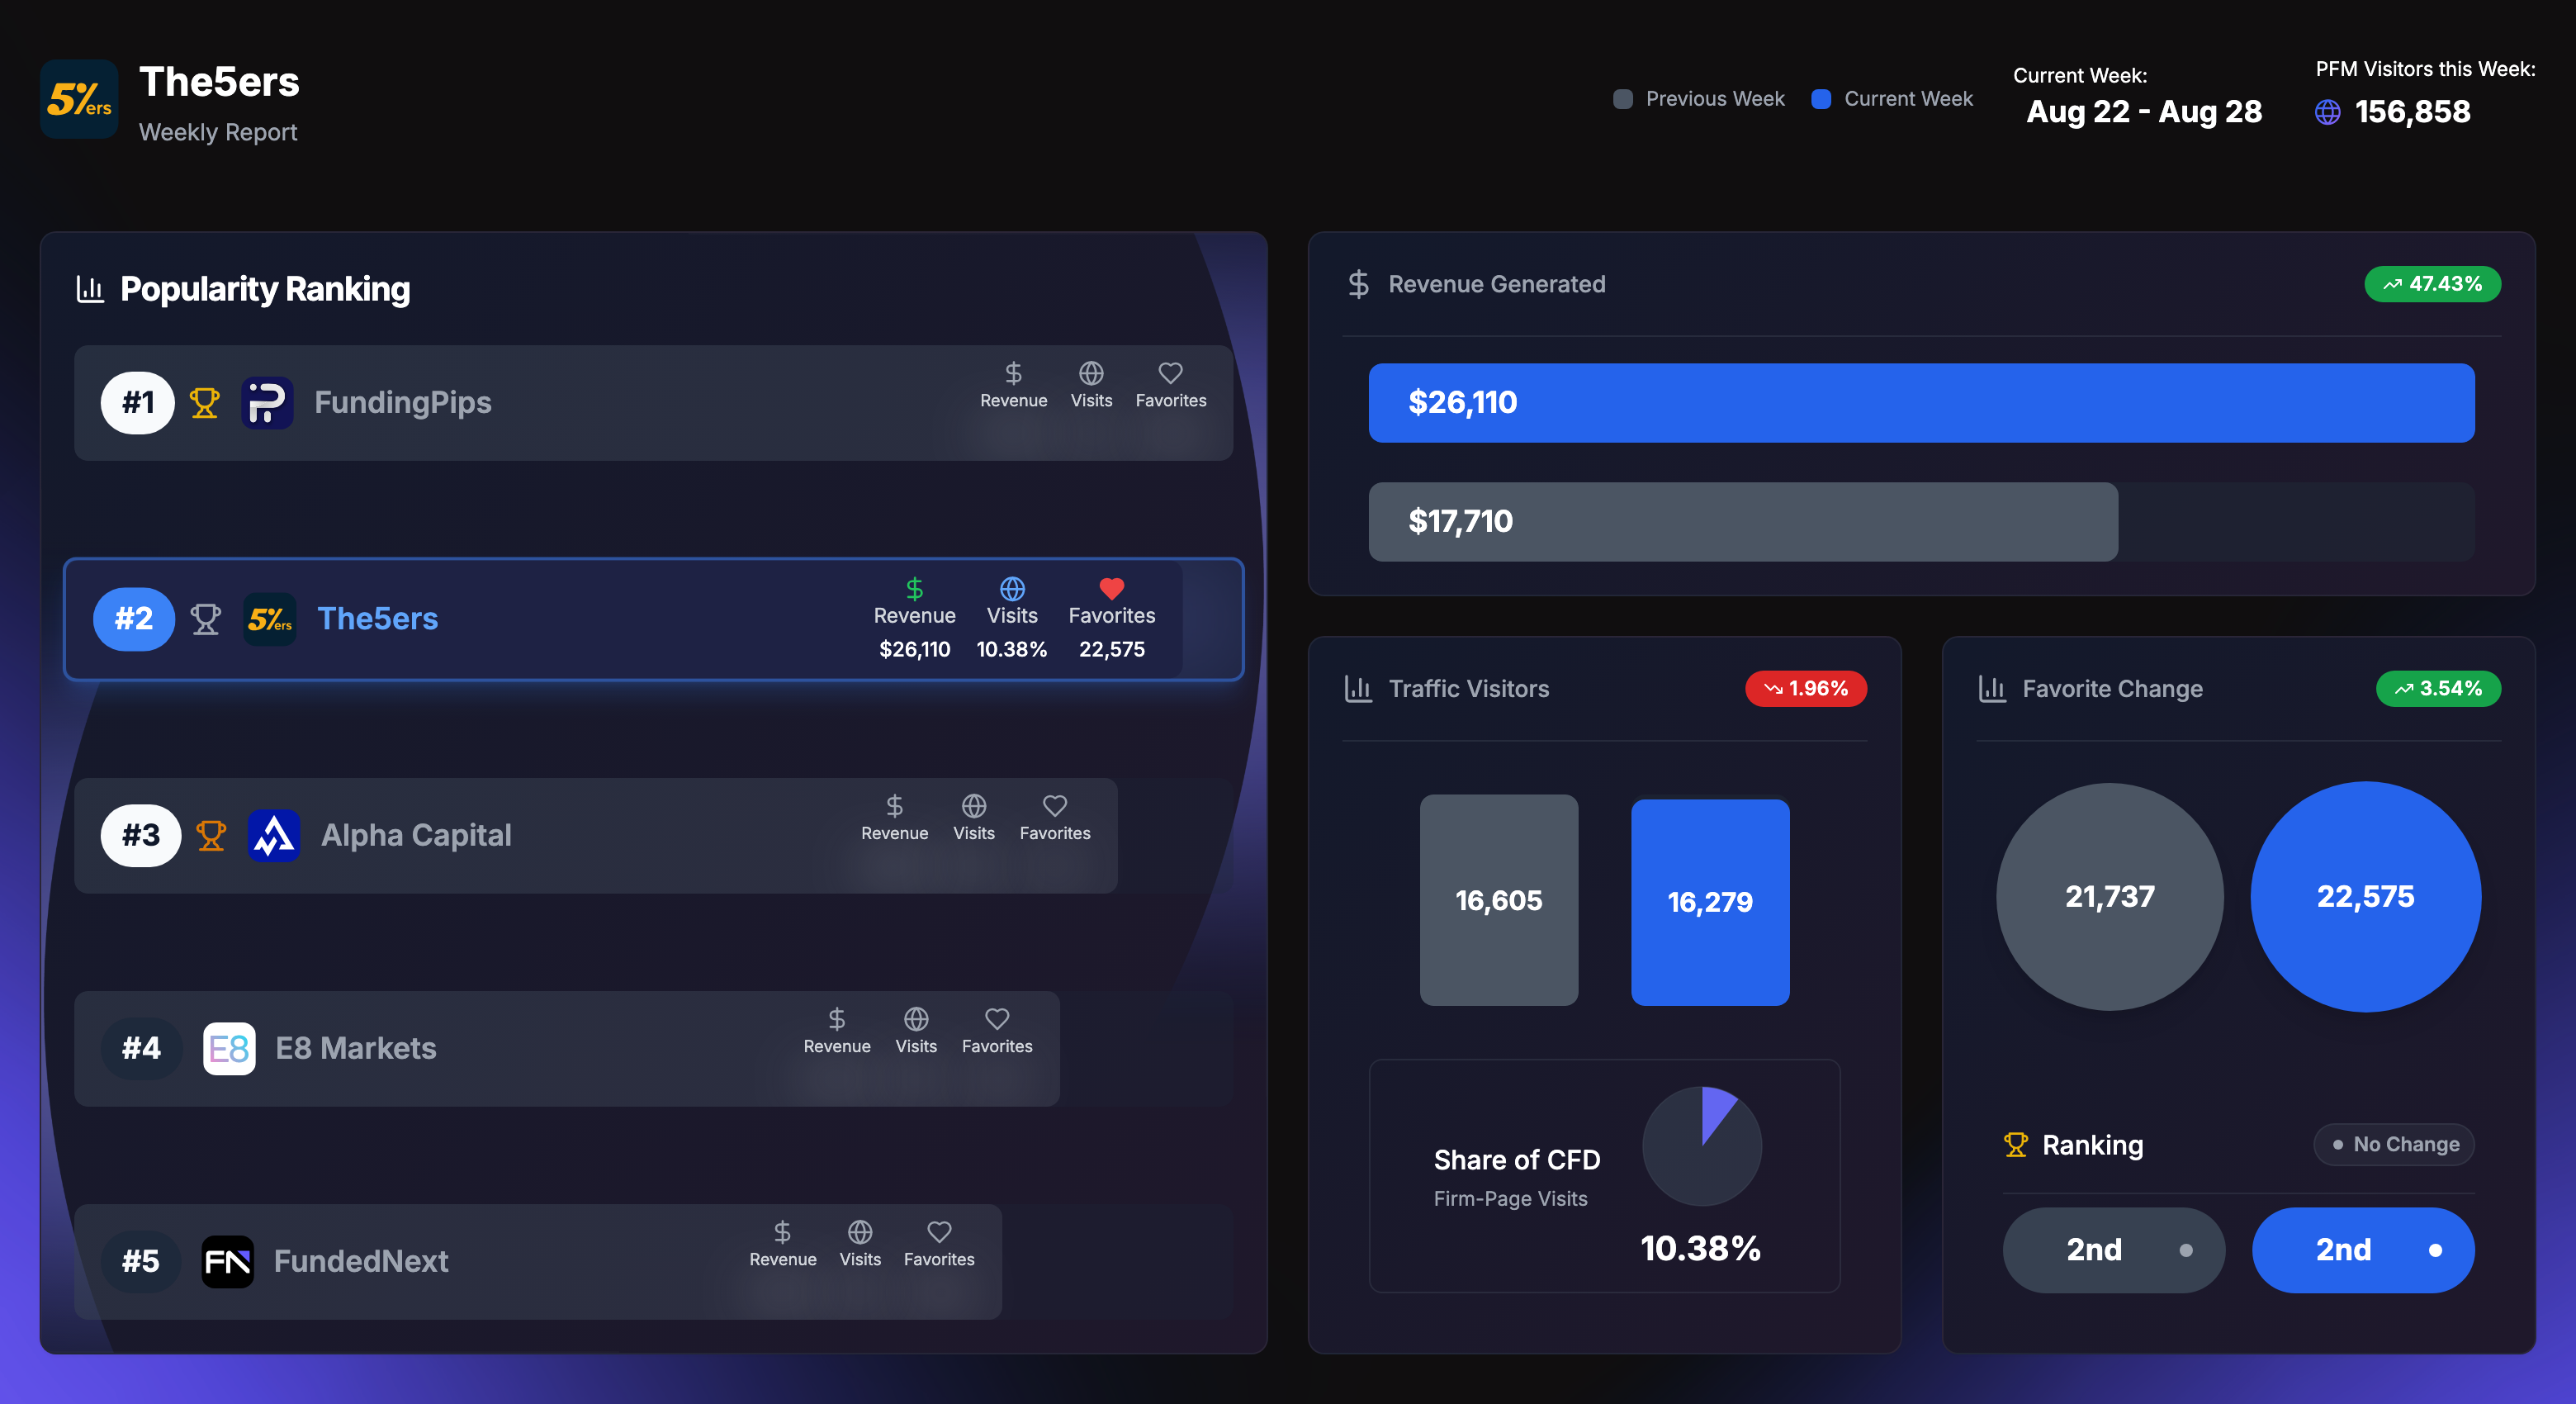 5%ers
The5ers
Weekly Report
Previous Week
Current Week
Current Week:
Aug 22 - Aug 28
PFM Visitors this Week:
156,858
Popularity Ranking
#1
FundingPips
Revenue
Visits
Favorites
#2
5%ers
The5ers
Revenue
Visits
Favorites
$26,110
10.38%
22,575
#3
Alpha Capital
Revenue
Visits
Favorites
#4
E8
E8 Markets
Revenue
Visits
Favorites
#5
FN
FundedNext
Revenue
Visits
Favorites
Revenue Generated
47.43%
$26,110
$17,710
Traffic Visitors
1.96%
16,605
16,279
Share of CFD
Firm-Page Visits
10.38%
Favorite Change
3.54%
21,737
22,575
Ranking
No Change
2nd
2nd